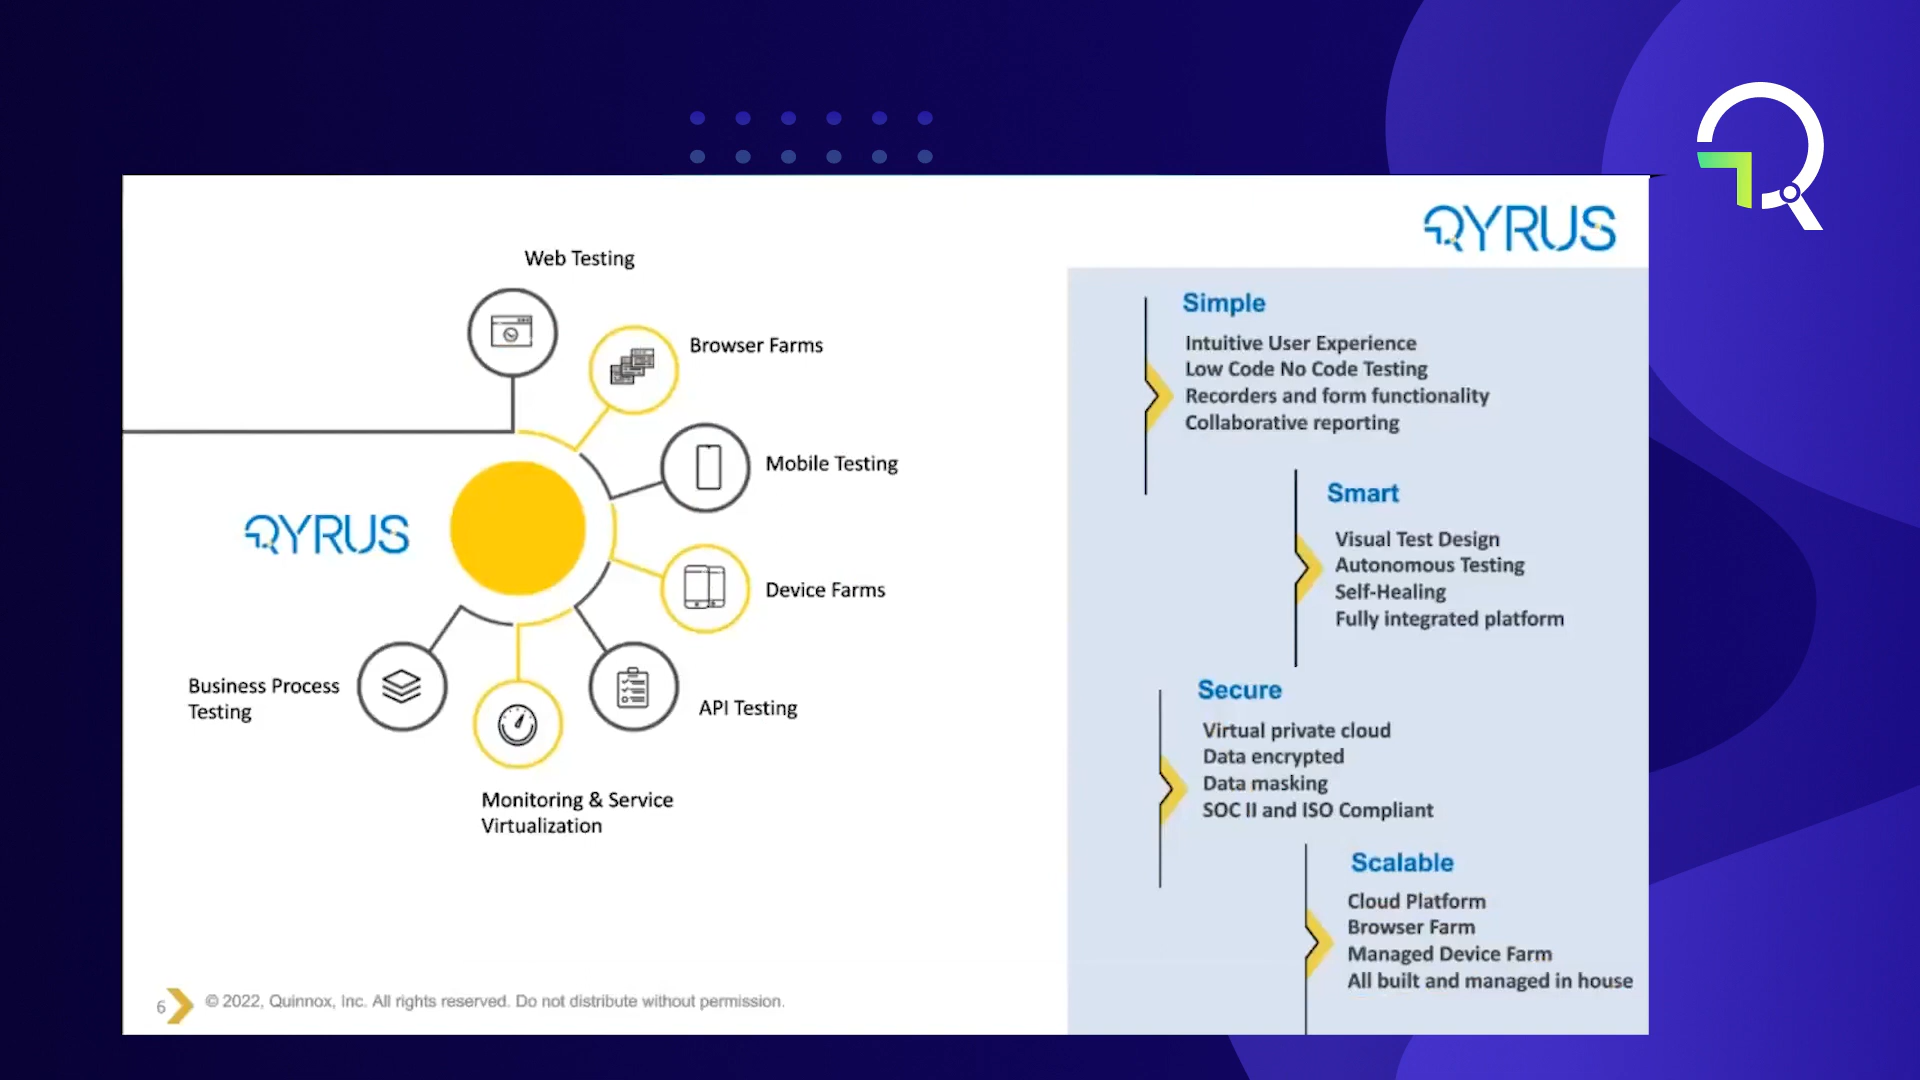 Web Testing
Browser Farms
Mobile Testing
Device Farms
API Testing
Monitoring & Service
Virtualization
Business Process
Testing
QYRUS
QYRUS
Simple
Intuitive User Experience
Low Code No Code Testing
Recorders and form functionality
Collaborative reporting
Smart
Visual Test Design
Autonomous Testing
Self-Healing
Fully integrated platform
Secure
Virtual private cloud
Data encrypted
Data masking
SOC II and ISO Compliant
Scalable
Cloud Platform
Browser Farm
Managed Device Farm
All built and managed in house
6
© 2022, Quinnox, Inc. All rights reserved. Do not distribute without permission.